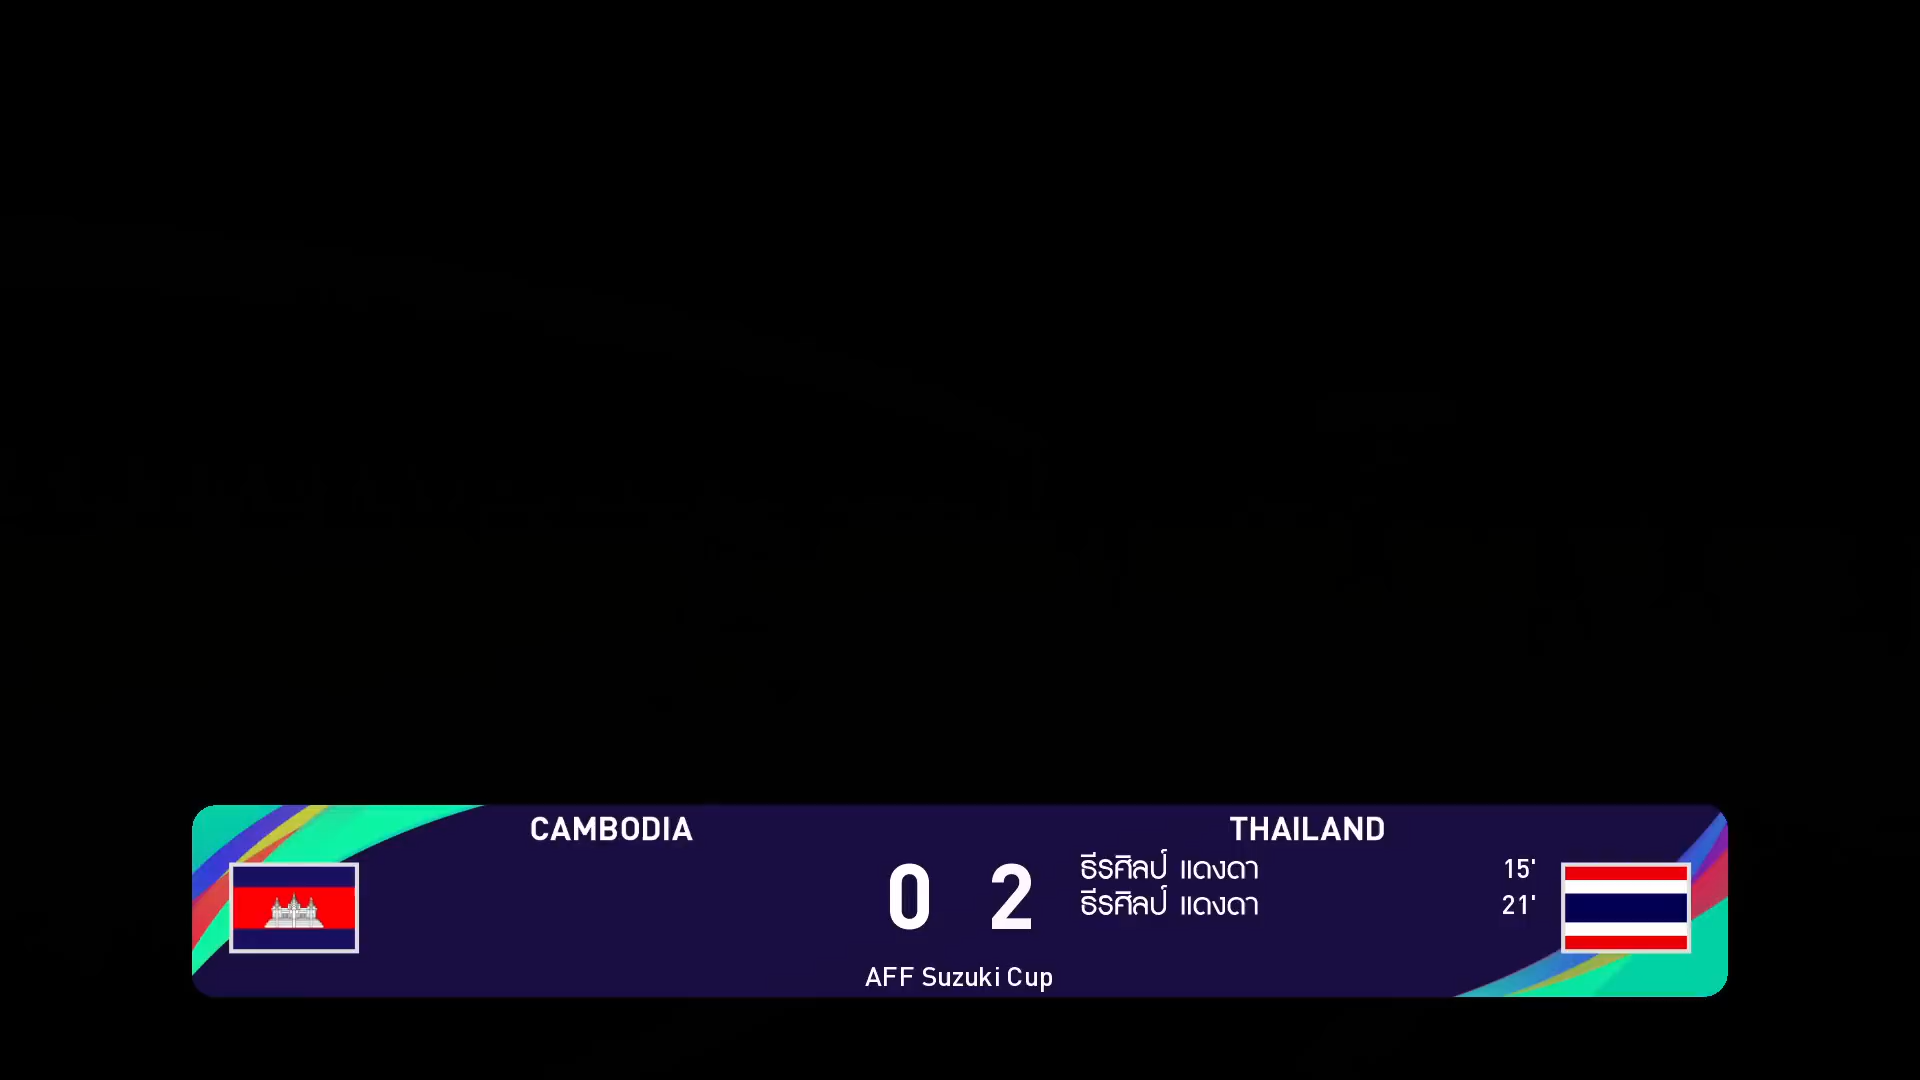 CAMBODIA
THAILAND
0 2
ธีรศิลป์ แดงดา 15'
ธีรศิลป์ แดงดา 21'
AFF Suzuki Cup